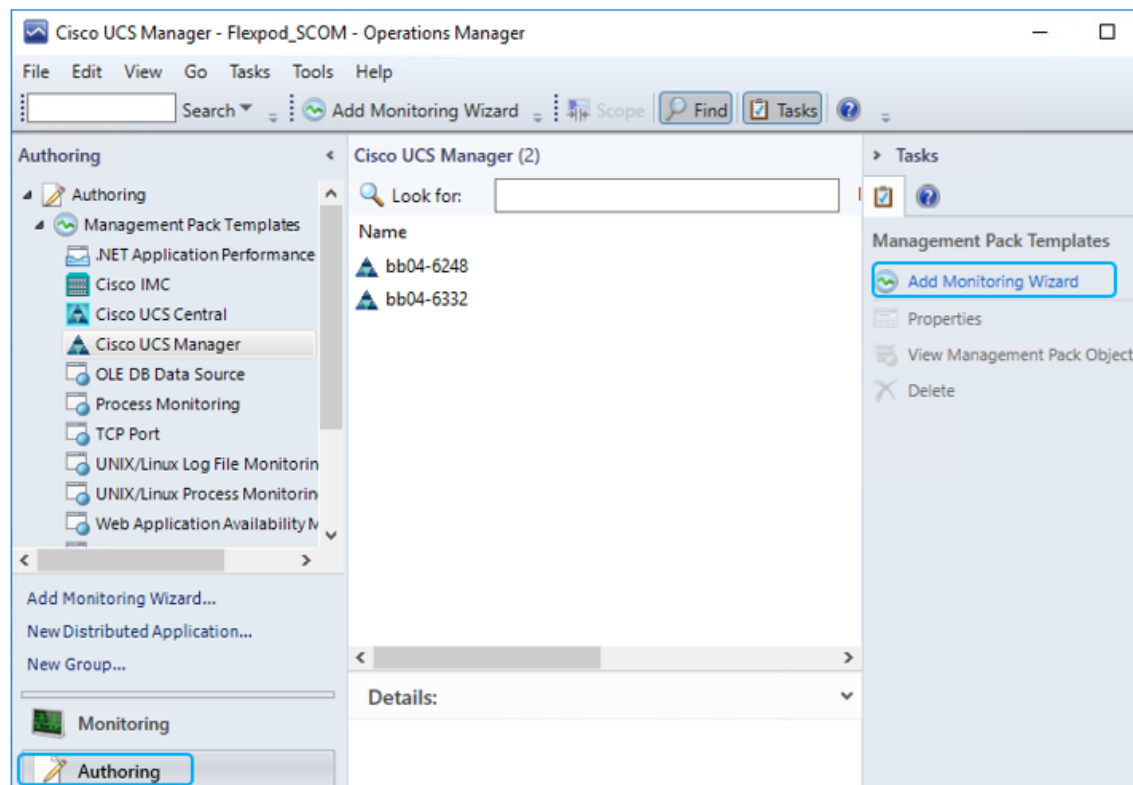 Cisco UCS Manager - Flexpod_SCOM - Operations Manager
File Edit View Go Tasks Tools Help
Search Add Monitoring Wizard Scope Find Tasks
Authoring
Authoring
Management Pack Templates
.NET Application Performance
Cisco IMC
Cisco UCS Central
Cisco UCS Manager
OLE DB Data Source
Process Monitoring
TCP Port
UNIX/Linux Log File Monitorin
UNIX/Linux Process Monitorin
Web Application Availability M
Add Monitoring Wizard...
New Distributed Application...
New Group...
Monitoring
Authoring
Cisco UCS Manager (2)
Look for:
Name
bb04-6248
bb04-6332
Details:
Tasks
Management Pack Templates
Add Monitoring Wizard
Properties
View Management Pack Object
Delete